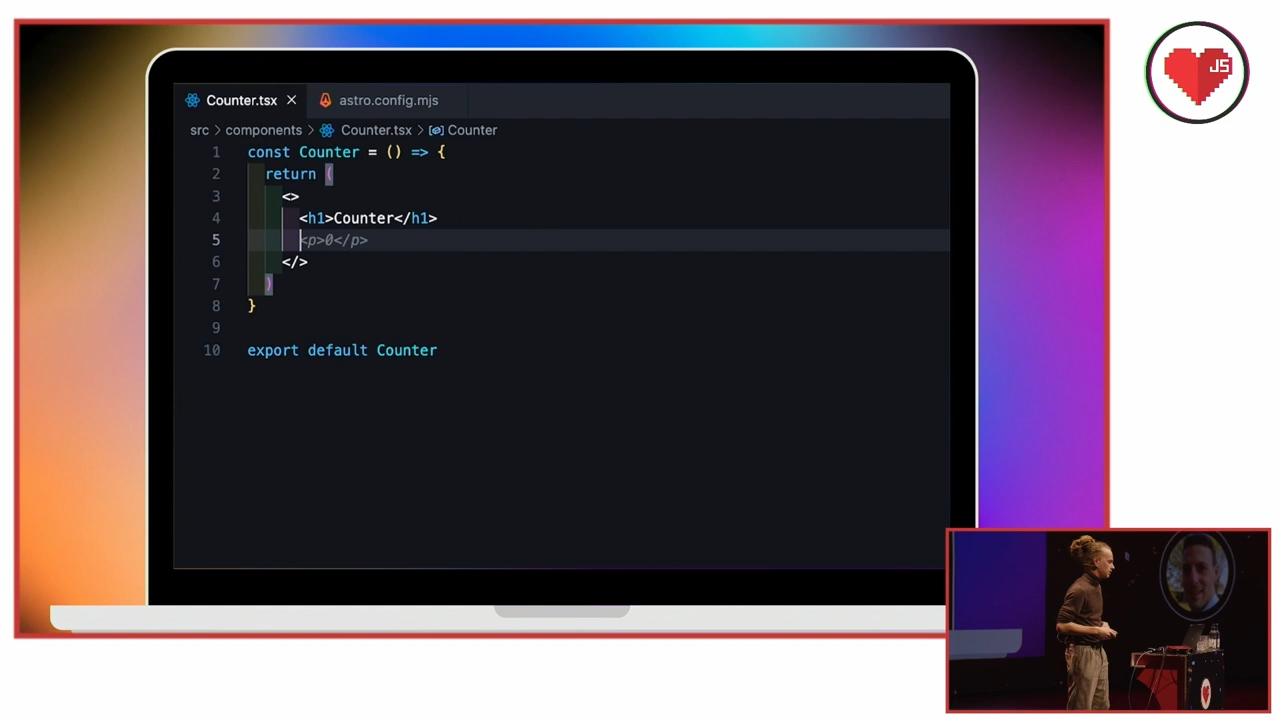 JS
Counter.tsx
astro.config.mjs
src > components > Counter.tsx > Counter
1 const Counter = () => {
2 return (
3 <>
4 <h1>Counter</h1>
5 <p>0</p>
6 </>
7 )
8 }
9
10 export default Counter